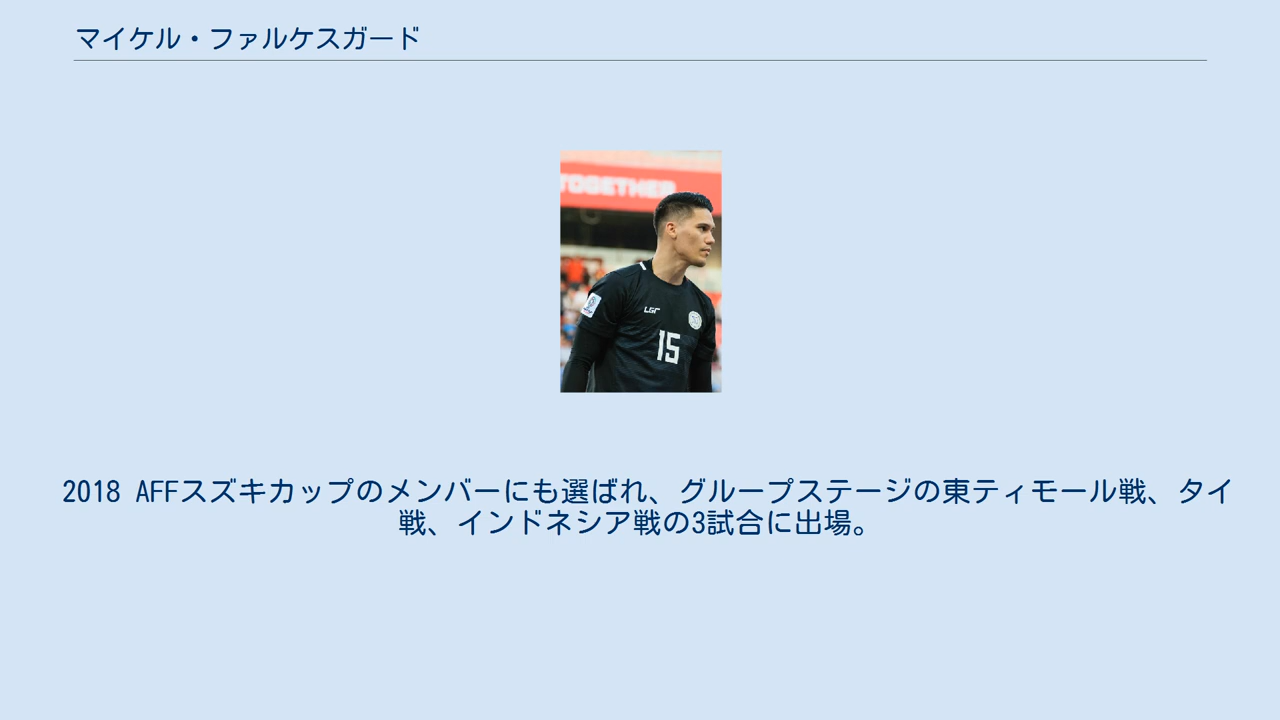 マイケル・ファルケスガード
TOGETHER
LGR
15
2018 AFFスズキカップのメンバーにも選ばれ、グループステージの東ティモール戦、タイ
戦、インドネシア戦の3試合に出場。